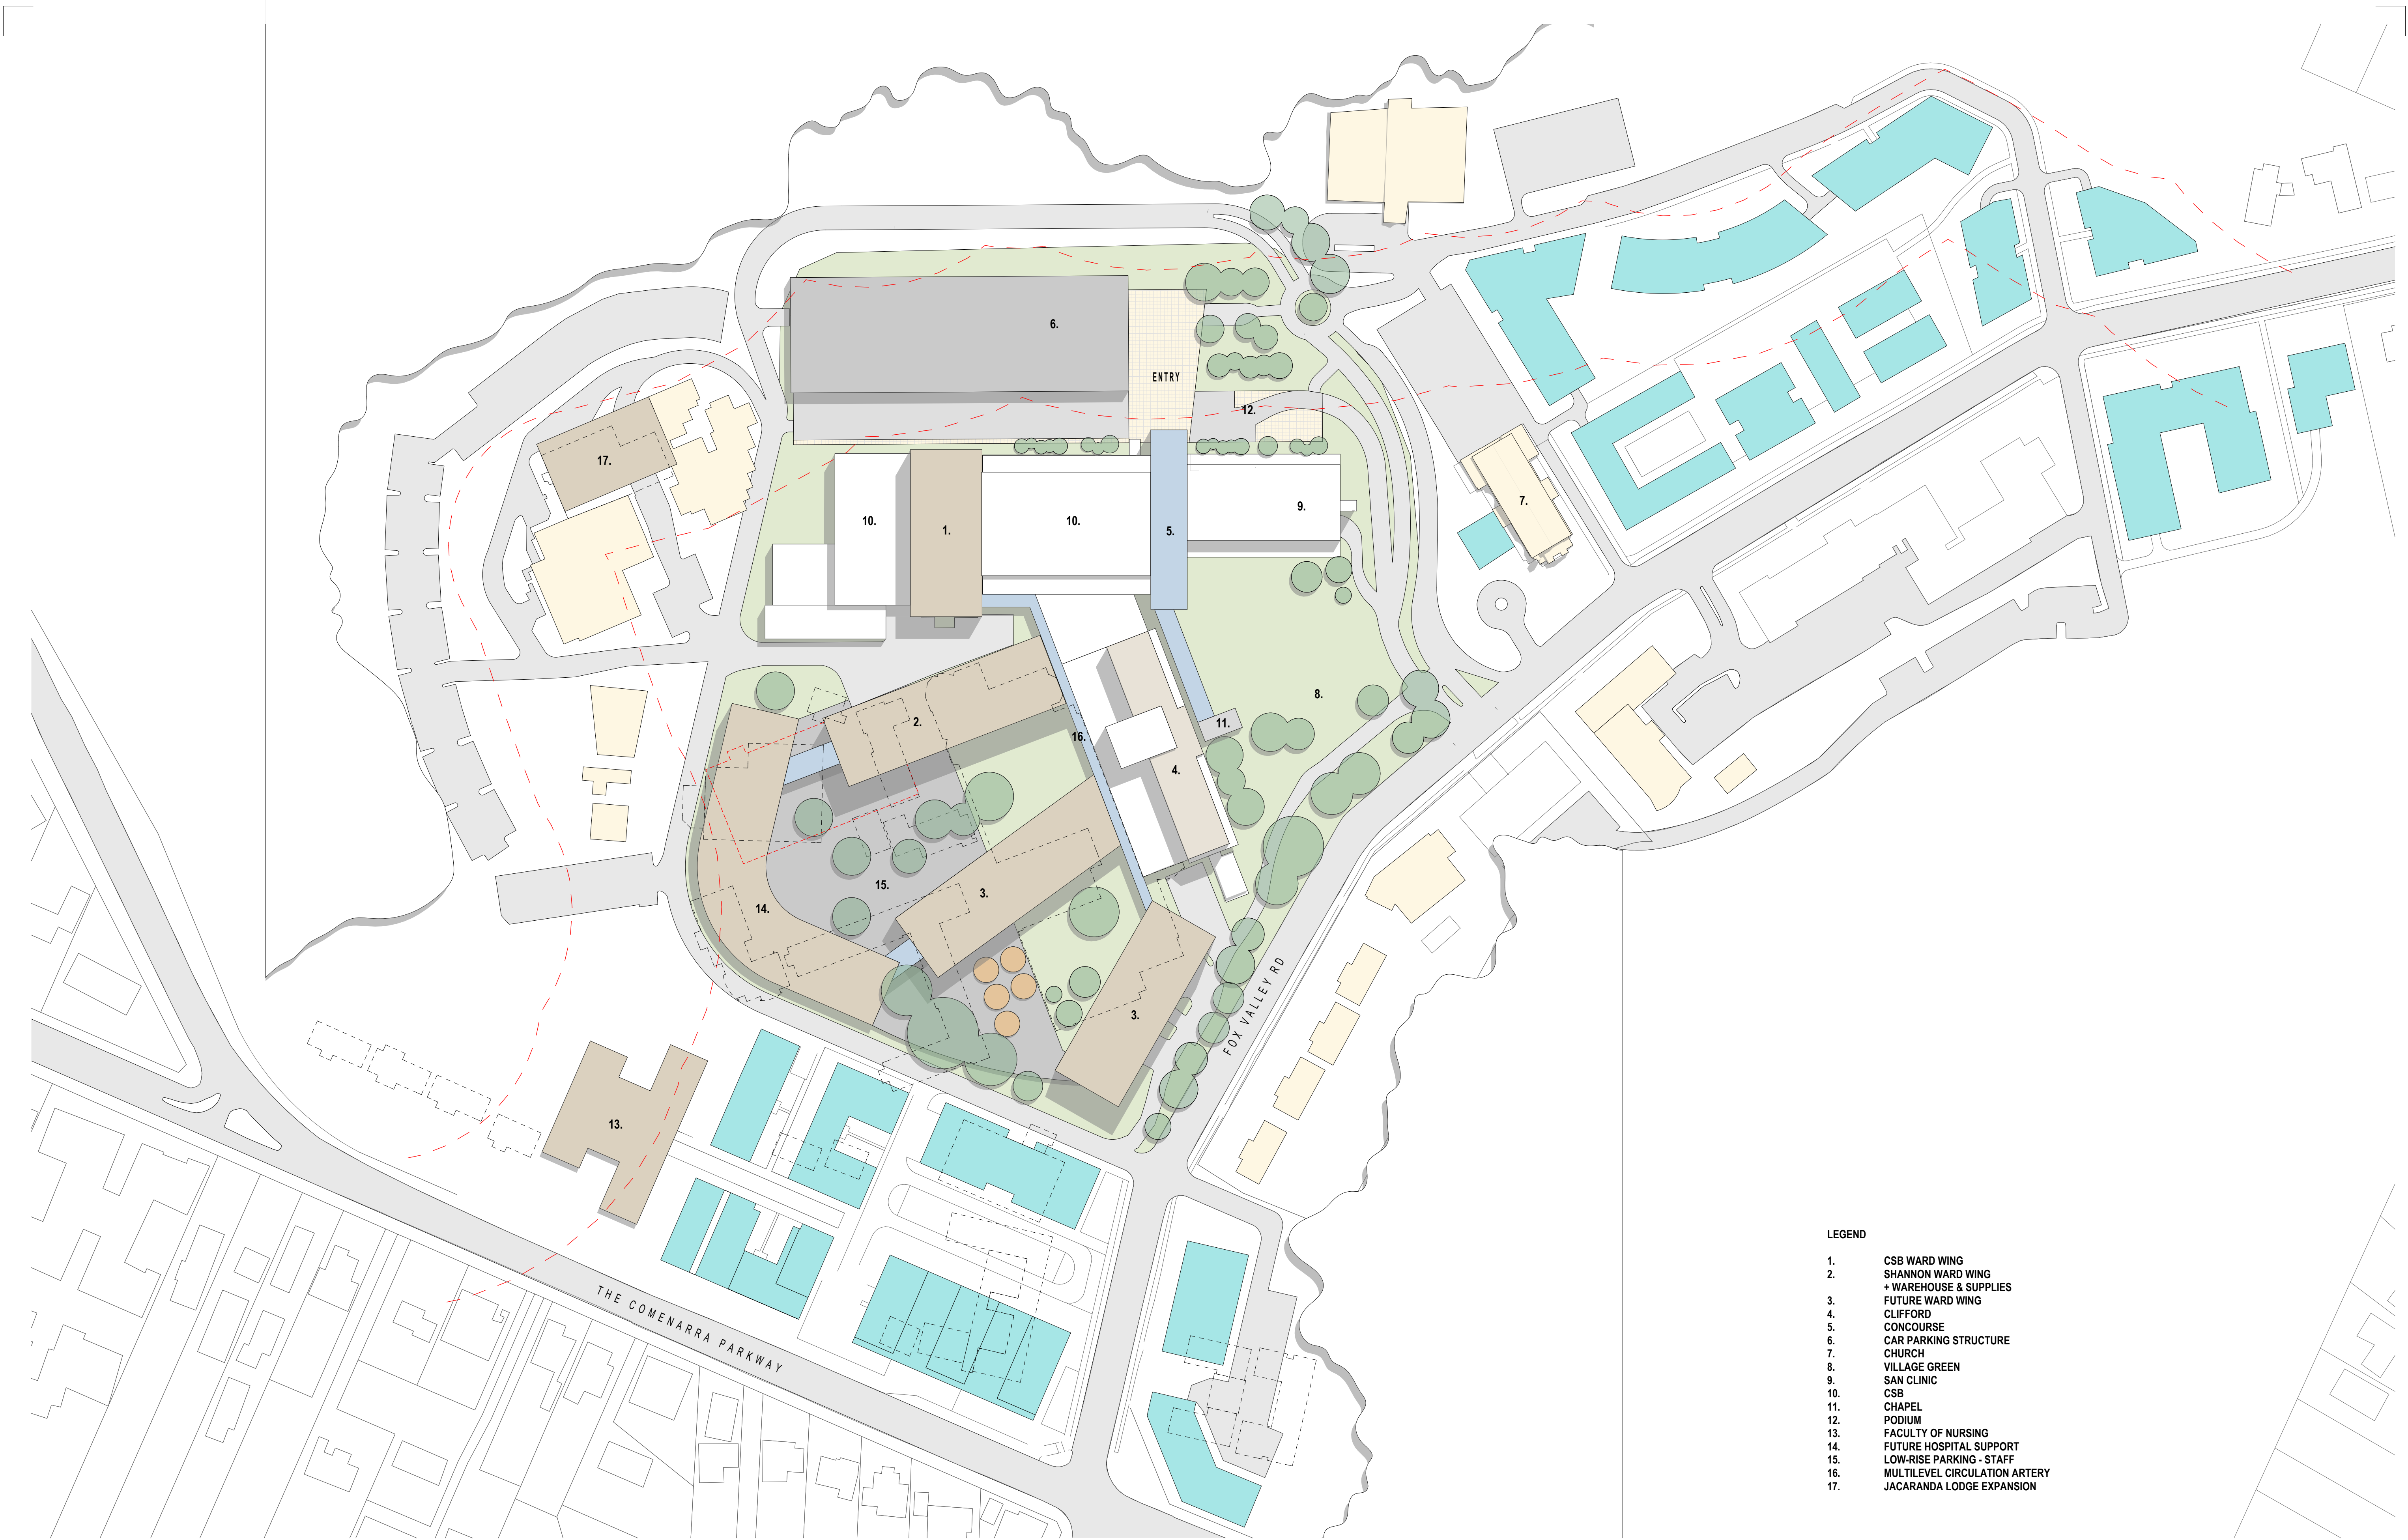 6.
ENTRY
12.
17.
10.
1.
10.
5.
9.
7.
8.
2.
11.
16.
4.
15.
3.
14.
3.
13.
FOX VALLEY RD
THE COMENARRA PARKWAY
LEGEND
1. CSB WARD WING
2. SHANNON WARD WING
+ WAREHOUSE & SUPPLIES
3. FUTURE WARD WING
4. CLIFFORD
5. CONCOURSE
6. CAR PARKING STRUCTURE
7. CHURCH
8. VILLAGE GREEN
9. SAN CLINIC
10. CSB
11. CHAPEL
12. PODIUM
13. FACULTY OF NURSING
14. FUTURE HOSPITAL SUPPORT
15. LOW-RISE PARKING - STAFF
16. MULTILEVEL CIRCULATION ARTERY
17. JACARANDA LODGE EXPANSION